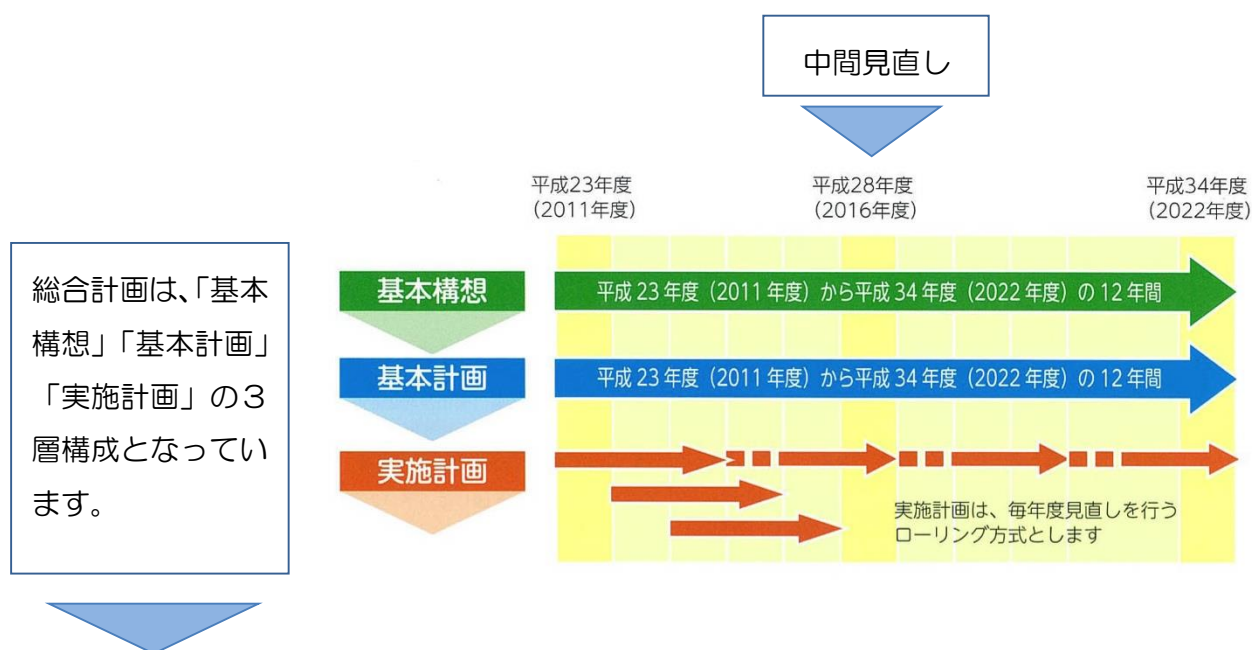 中間見直し
平成23年度
(2011年度)
平成28年度
(2016年度)
平成34年度
(2022年度)
総合計画は、「基本
構想」「基本計画」
「実施計画」の３
層構成となってい
ます。
基本構想
平成23年度（2011年度）から平成34年度（2022年度）の12年間
基本計画
平成23年度（2011年度）から平成34年度（2022年度）の12年間
実施計画
実施計画は、毎年度見直しを行う
ローリング方式とします